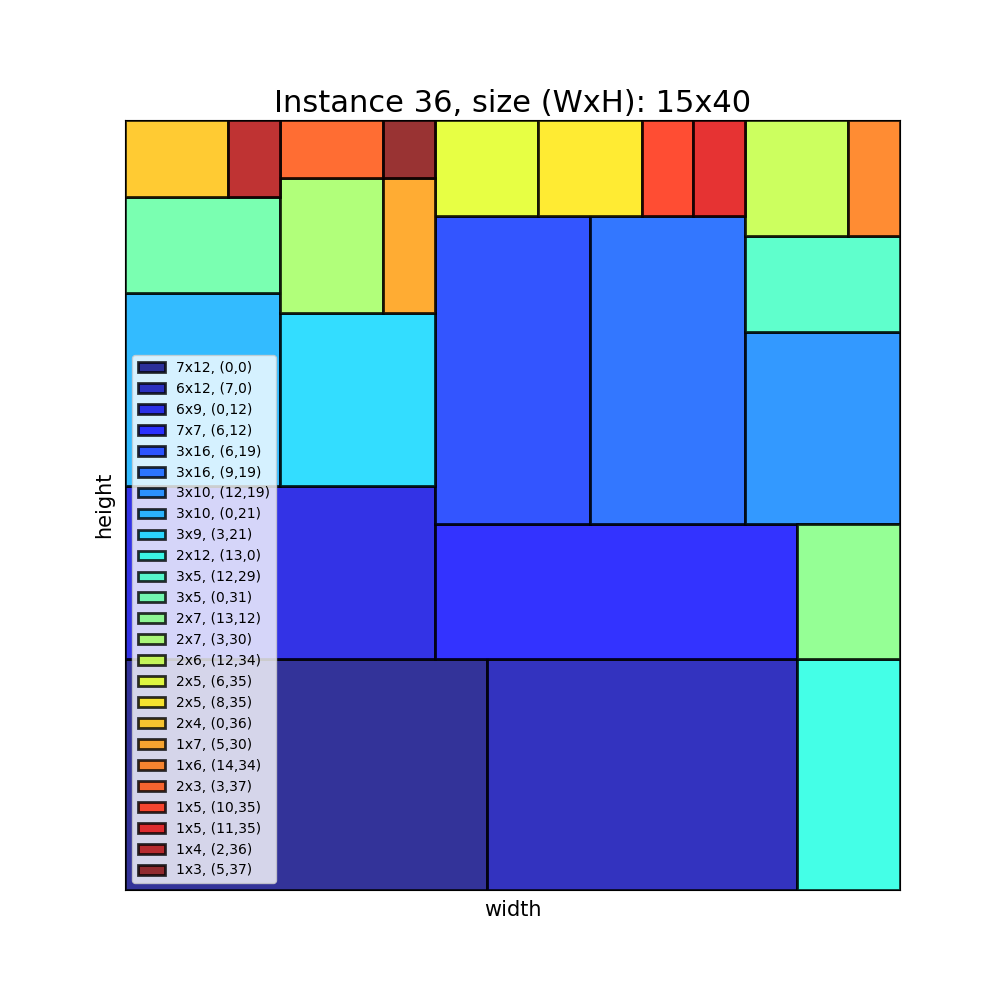 Instance 36, size (WxH): 15x40
height
7x12, (0,0)
6x12, (7,0)
6x9, (0,12)
7x7, (6,12)
3x16, (6,19)
3x16, (9,19)
3x10, (12,19)
3x10, (0,21)
3x9, (3,21)
2x12, (13,0)
3x5, (12,29)
3x5, (0,31)
2x7, (13,12)
2x7, (3,30)
2x6, (12,34)
2x5, (6,35)
2x5, (8,35)
2x4, (0,36)
1x7, (5,30)
1x6, (14,34)
2x3, (3,37)
1x5, (10,35)
1x5, (11,35)
1x4, (2,36)
1x3, (5,37)
width